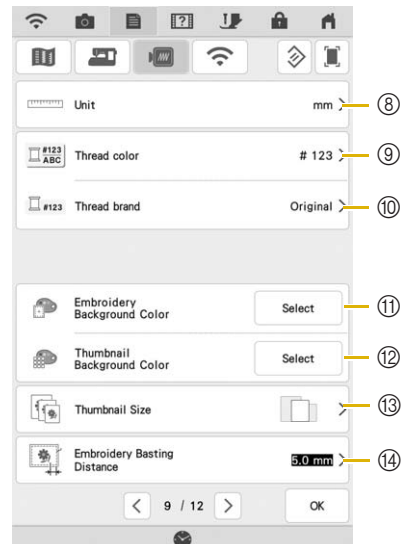 Unit mm ⑧
#123
ABC Thread color # 123 ⑨
#123 Thread brand Original ⑩
Embroidery
Background Color Select ⑪
Thumbnail
Background Color Select ⑫
Thumbnail Size ⑬
Embroidery Basting
Distance 5.0 mm ⑭
9 / 12 OK